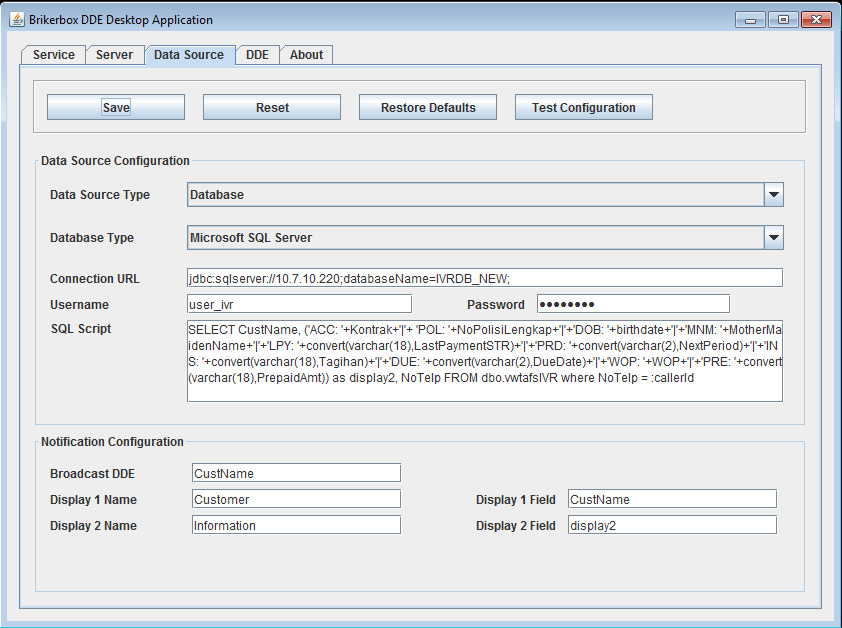 Brikerbox DDE Desktop Application
Service Server Data Source DDE About
Save Reset Restore Defaults Test Configuration
Data Source Configuration
Data Source Type Database
Database Type Microsoft SQL Server
Connection URL jdbc:sqlserver://10.7.10.220;databaseName=IVRDB_NEW;
Username user_ivr Password ●●●●●●●●
SQL Script SELECT CustName, ('ACC: '+Kontrak+'|'+ 'POL: '+NoPolisiLengkap+'|'+'DOB: '+birthdate+'|'+'MNM: '+MotherMa
idenName+'|'+'LPY: '+convert(varchar(18),LastPaymentSTR)+'|'+'PRD: '+convert(varchar(2),NextPeriod)+'|'+'IN
S: '+convert(varchar(18),Tagihan)+'|'+'DUE: '+convert(varchar(2),DueDate)+'|'+'WOP: '+WOP+'|'+'PRE: '+convert
(varchar(18),PrepaidAmt)) as display2, NoTelp FROM dbo.vwtafsIVR where NoTelp = :callerId
Notification Configuration
Broadcast DDE CustName
Display 1 Name Customer Display 1 Field CustName
Display 2 Name Information Display 2 Field display2